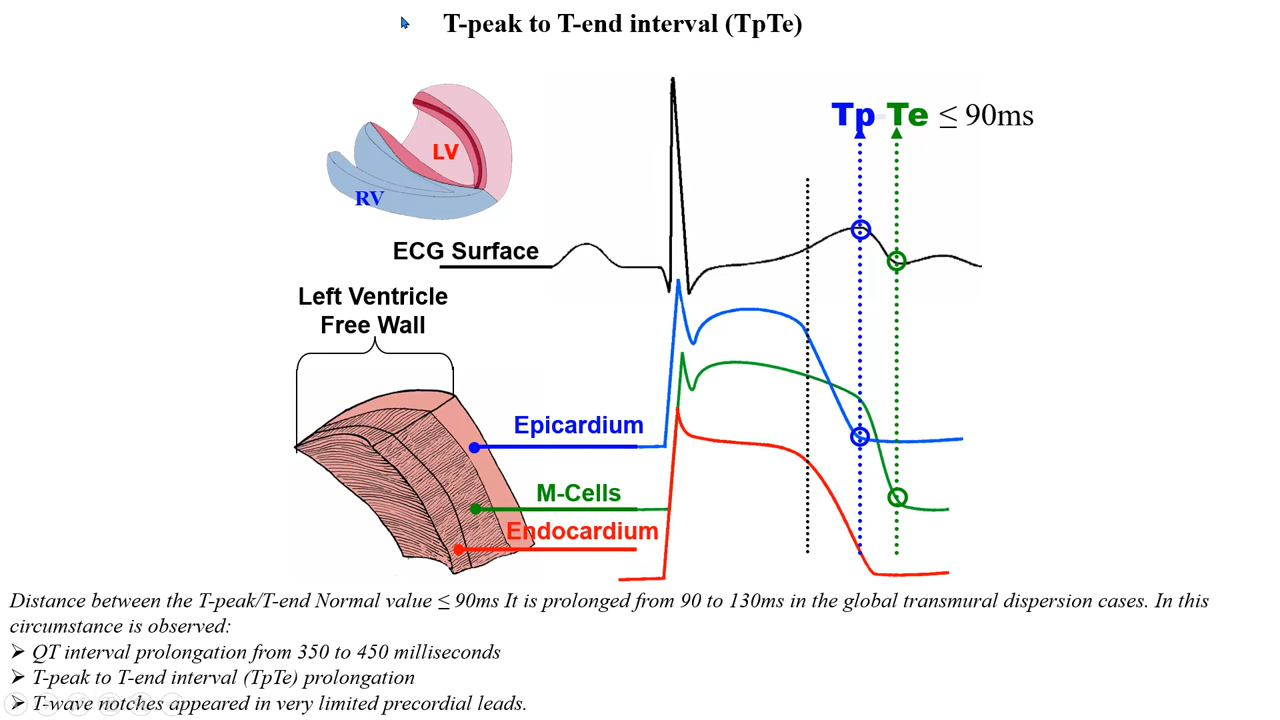 T-peak to T-end interval (TpTe)
Tp Te ≤ 90ms
LV
RV
ECG Surface
Left Ventricle
Free Wall
Epicardium
M-Cells
Endocardium
Distance between the T-peak/T-end Normal value ≤ 90ms It is prolonged from 90 to 130ms in the global transmural dispersion cases. In this
circumstance is observed:
➢ QT interval prolongation from 350 to 450 milliseconds
➢ T-peak to T-end interval (TpTe) prolongation
➢ T-wave notches appeared in very limited precordial leads.